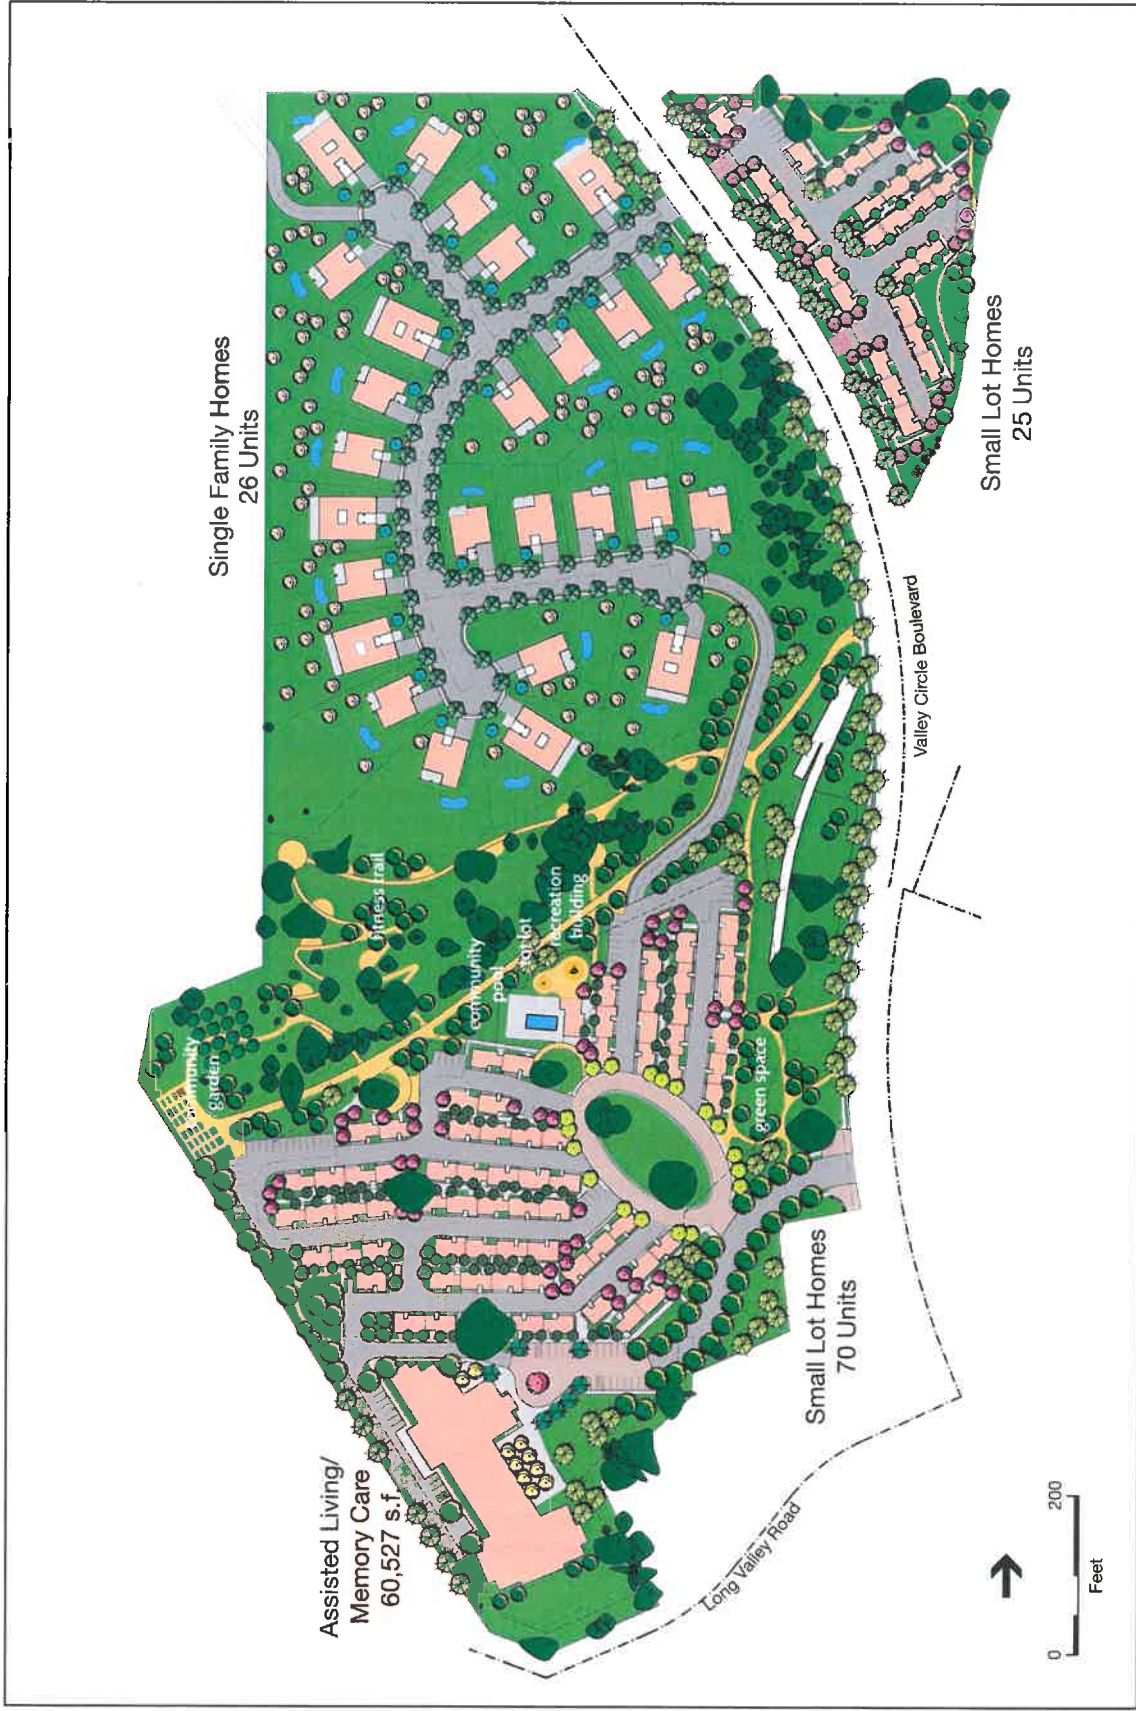 Single Family Homes
26 Units
Small Lot Homes
25 Units
Valley Circle Boulevard
fitness trail
community
pool
tot lot
recreation
building
community
garden
green space
Small Lot Homes
70 Units
Assisted Living/
Memory Care
60,527 s.f.
Long Valley Road
0
200
Feet